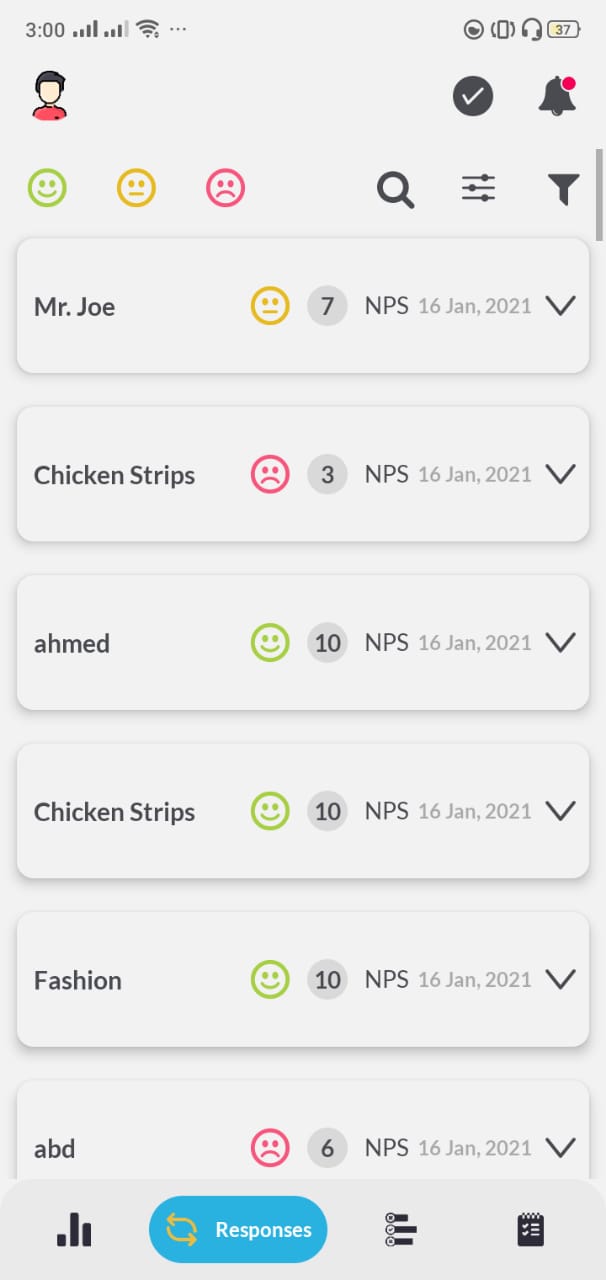 3:00 37
Mr. Joe 7 NPS 16 Jan, 2021
Chicken Strips 3 NPS 16 Jan, 2021
ahmed 10 NPS 16 Jan, 2021
Chicken Strips 10 NPS 16 Jan, 2021
Fashion 10 NPS 16 Jan, 2021
abd 6 NPS 16 Jan, 2021
Responses